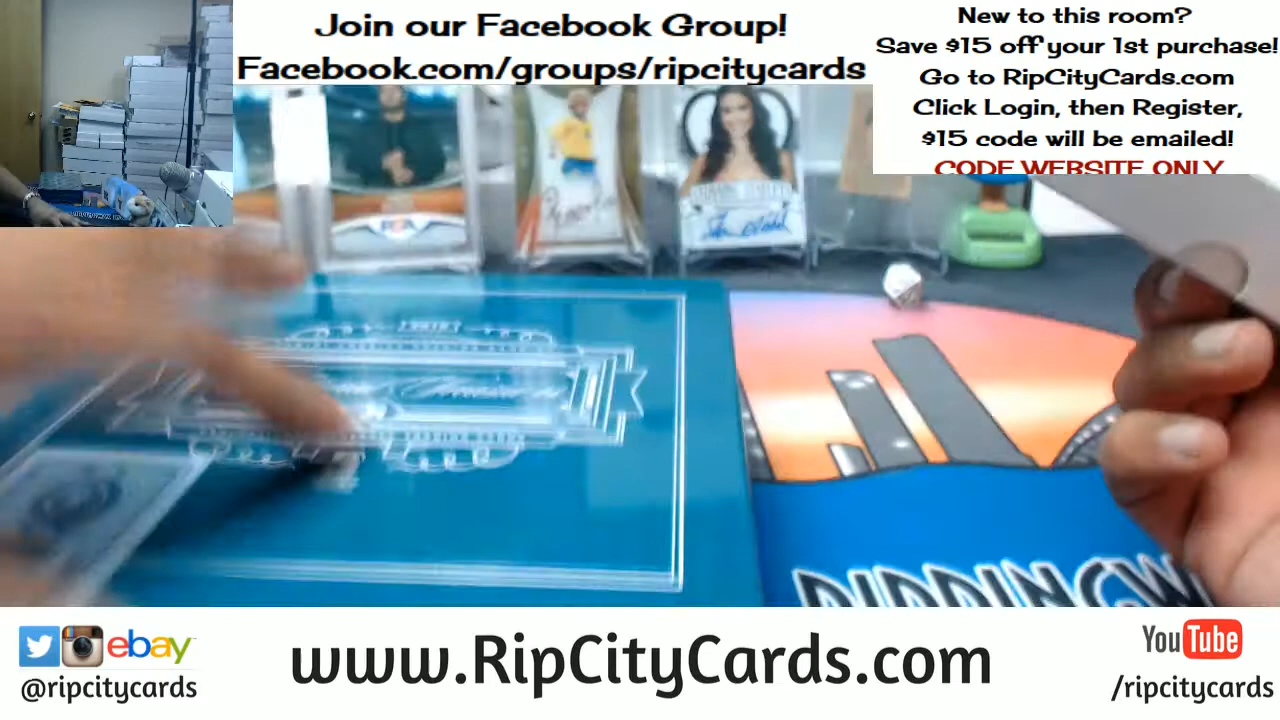 Join our Facebook Group!
Facebook.com/groups/ripcitycards
New to this room?
Save $15 off your 1st purchase!
Go to RipCityCards.com
Click Login, then Register,
$15 code will be emailed!
CODE WEBSITE ONLY
ebay
@ripcitycards
www.RipCityCards.com
YouTube
/ripcitycards